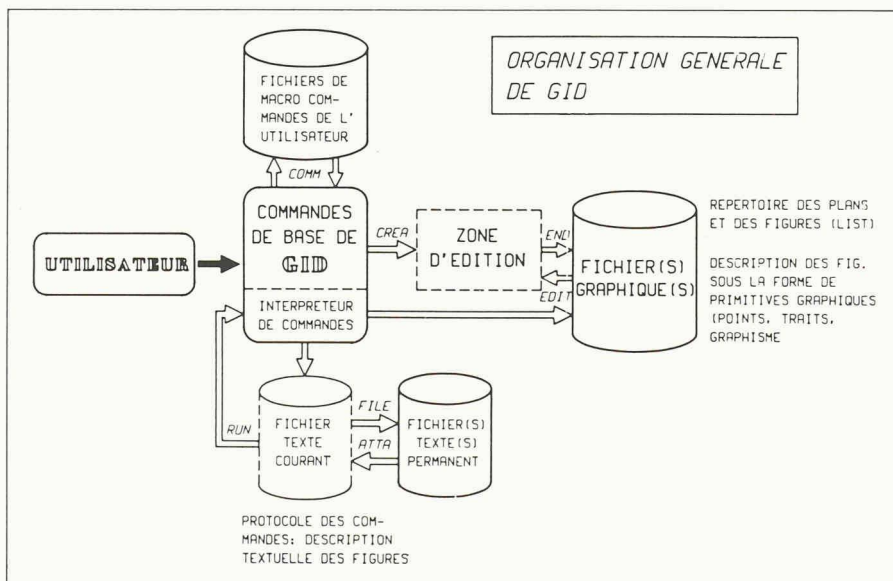 ORGANISATION GENERALE
DE GID
FICHIERS DE
MACRO COM-
MANDES DE L'
UTILISATEUR
COMM
UTILISATEUR
COMMANDES
DE BASE DE
GID
INTERPRETEUR
DE COMMANDES
CREA
ZONE
D'EDITION
END
EDIT
FICHIER(S)
GRAPHIQUE(S)
REPERTOIRE DES PLANS
ET DES FIGURES (LIST)
DESCRIPTION DES FIG.
SOUS LA FORME DE
PRIMITIVES GRAPHIQUES
(POINTS, TRAITS,
GRAPHISME
RUN
FICHIER
TEXTE
COURANT
FILE
ATTA
FICHIER(S)
TEXTE(S)
PERMANENT
PROTOCOLE DES COM-
MANDES: DESCRIPTION
TEXTUELLE DES FIGURES